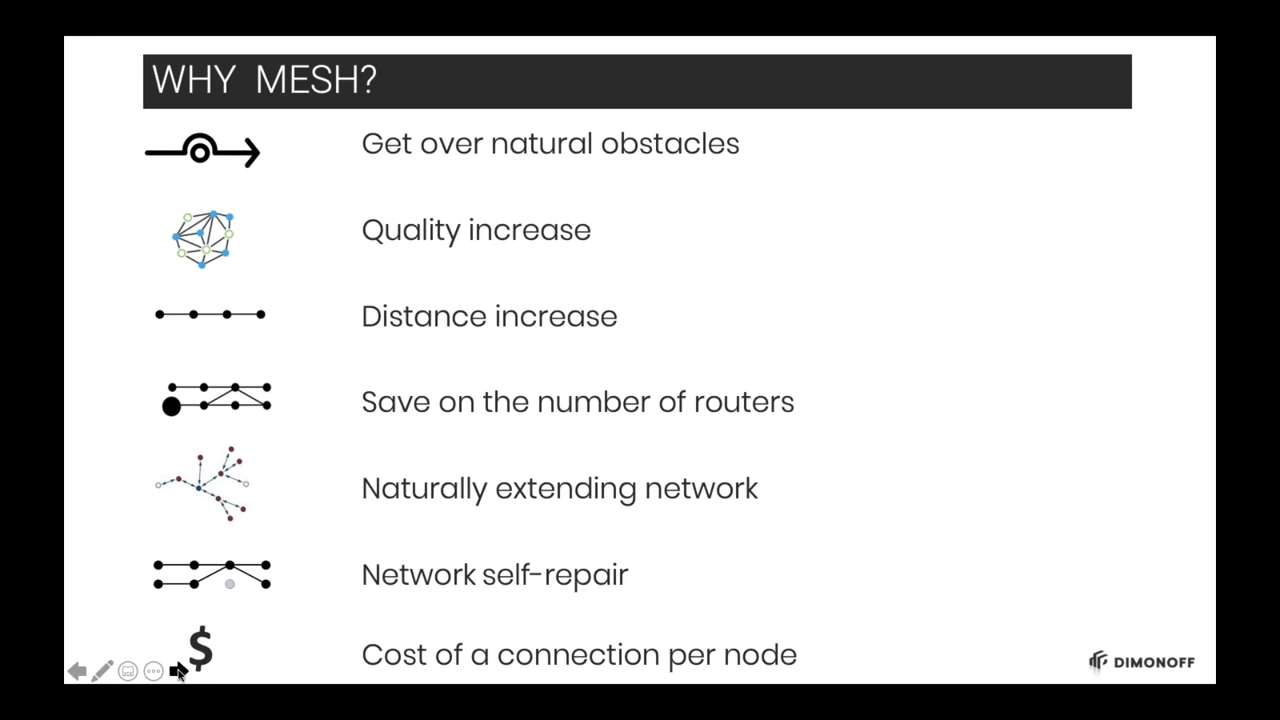 WHY MESH?
Get over natural obstacles
Quality increase
Distance increase
Save on the number of routers
Naturally extending network
Network self-repair
$
Cost of a connection per node
DIMONOFF